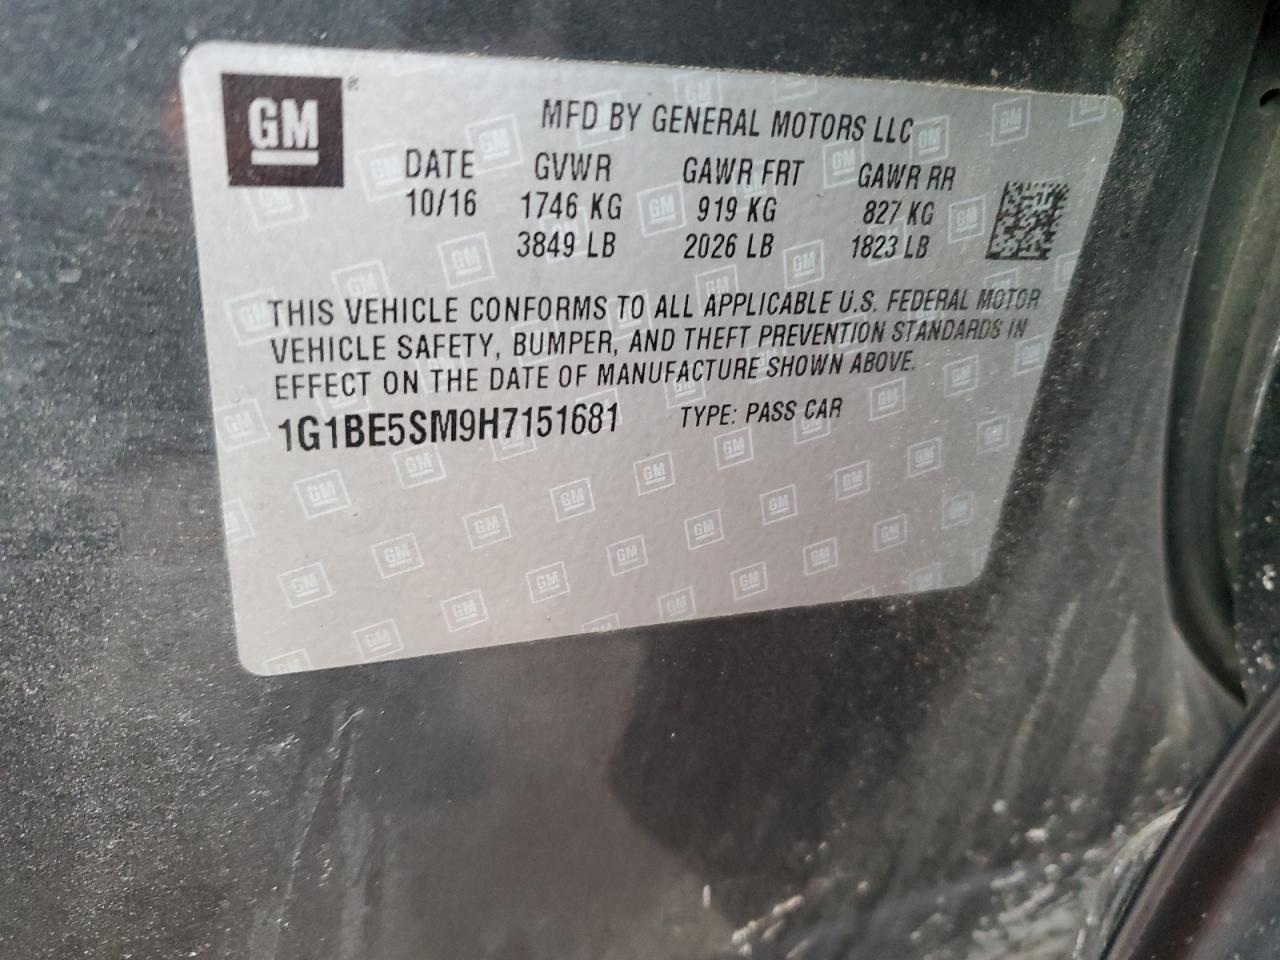 GM ®
MFD BY GENERAL MOTORS LLC
DATE GVWR GAWR FRT GAWR RR
10/16 1746 KG 919 KG 827 KG
3849 LB 2026 LB 1823 LB
THIS VEHICLE CONFORMS TO ALL APPLICABLE U.S. FEDERAL MOTOR
VEHICLE SAFETY, BUMPER, AND THEFT PREVENTION STANDARDS IN
EFFECT ON THE DATE OF MANUFACTURE SHOWN ABOVE.
1G1BE5SM9H7151681 TYPE: PASS CAR